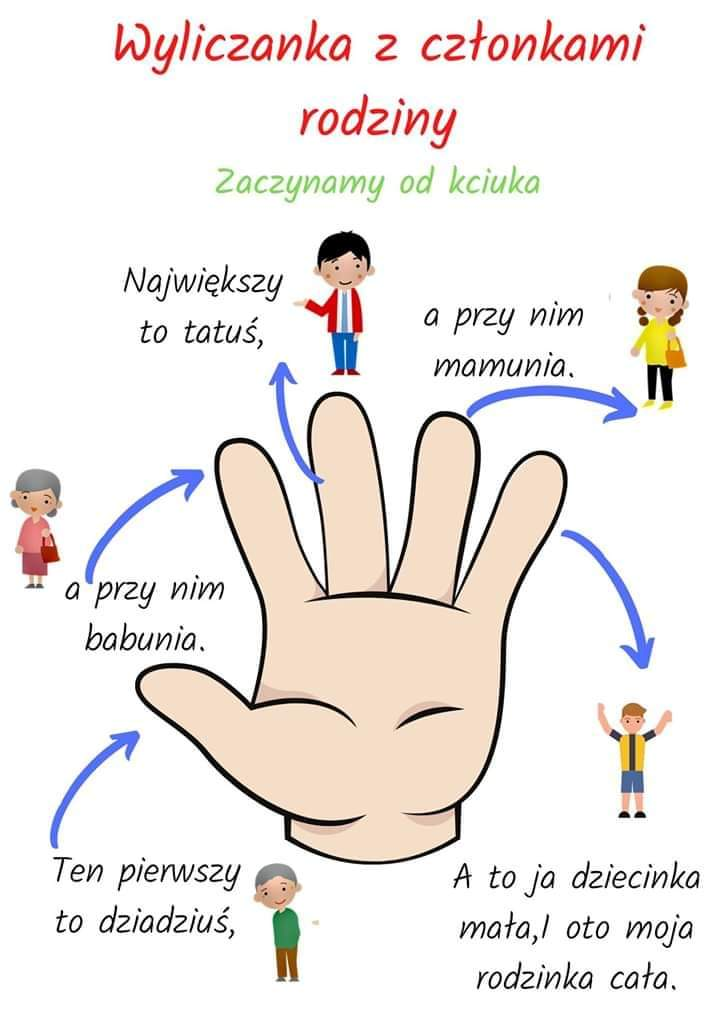 Wyliczanka z członkami
rodziny
Zaczynamy od kciuka
Ten pierwszy
to dziadziuś,
a przy nim
babunia.
Największy
to tatuś,
a przy nim
mamunia.
A to ja dziecinka
mała,I oto moja
rodzinka cała.